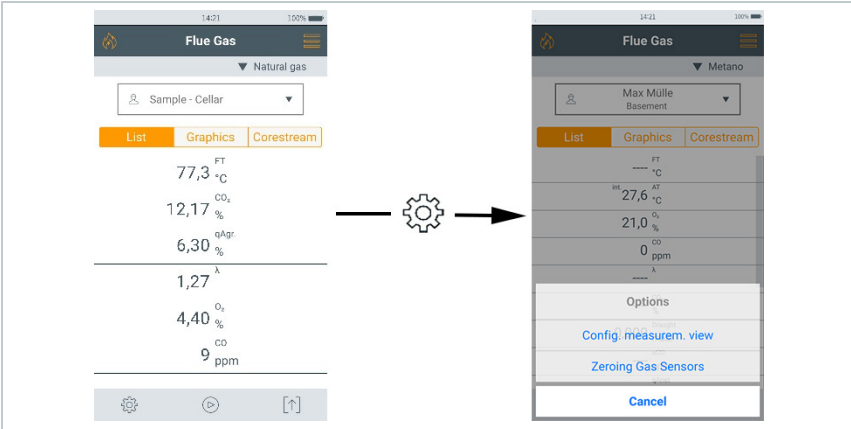 14:21 100%
Flue Gas
Natural gas
Sample - Cellar
List Graphics Corestream
FT
77,3 °C
CO₂
12,17 %
qAgr.
6,30 %
λ
1,27
O₂
4,40 %
CO
9 ppm
14:21 100%
Flue Gas
Metano
Max Mülle
Basement
List Graphics Corestream
FT
---- °C
Int. AT
27,6 °C
O₂
21,0 %
CO
0 ppm
λ
----
Options
Config. measurem. view
Zeroing Gas Sensors
Cancel